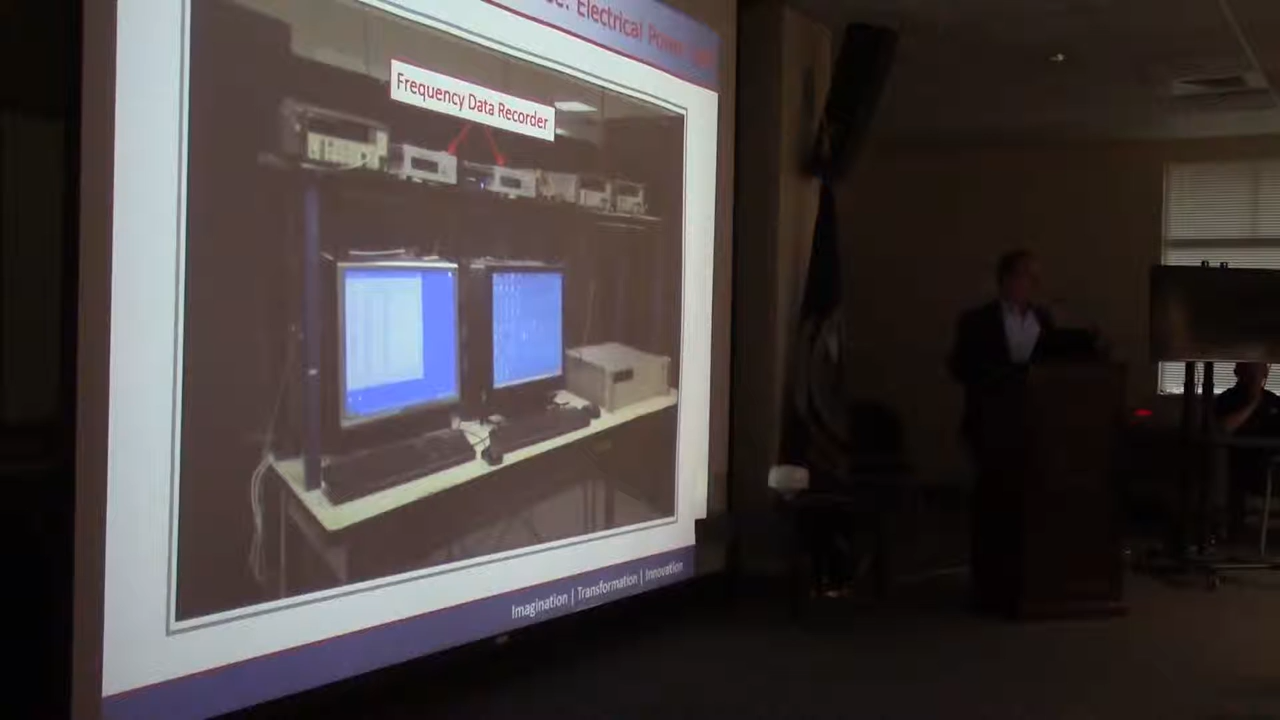 Electrical Power
Frequency Data Recorder
Imagination | Transformation | Innovation